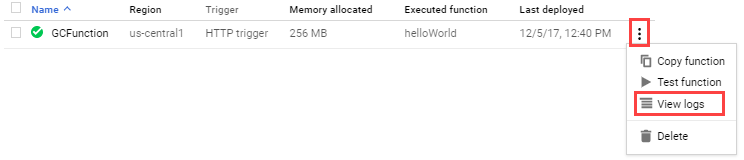 Name Region Trigger Memory allocated Executed function Last deployed
GCFunction us-central1 HTTP trigger 256 MB helloWorld 12/5/17, 12:40 PM
Copy function
Test function
View logs
Delete